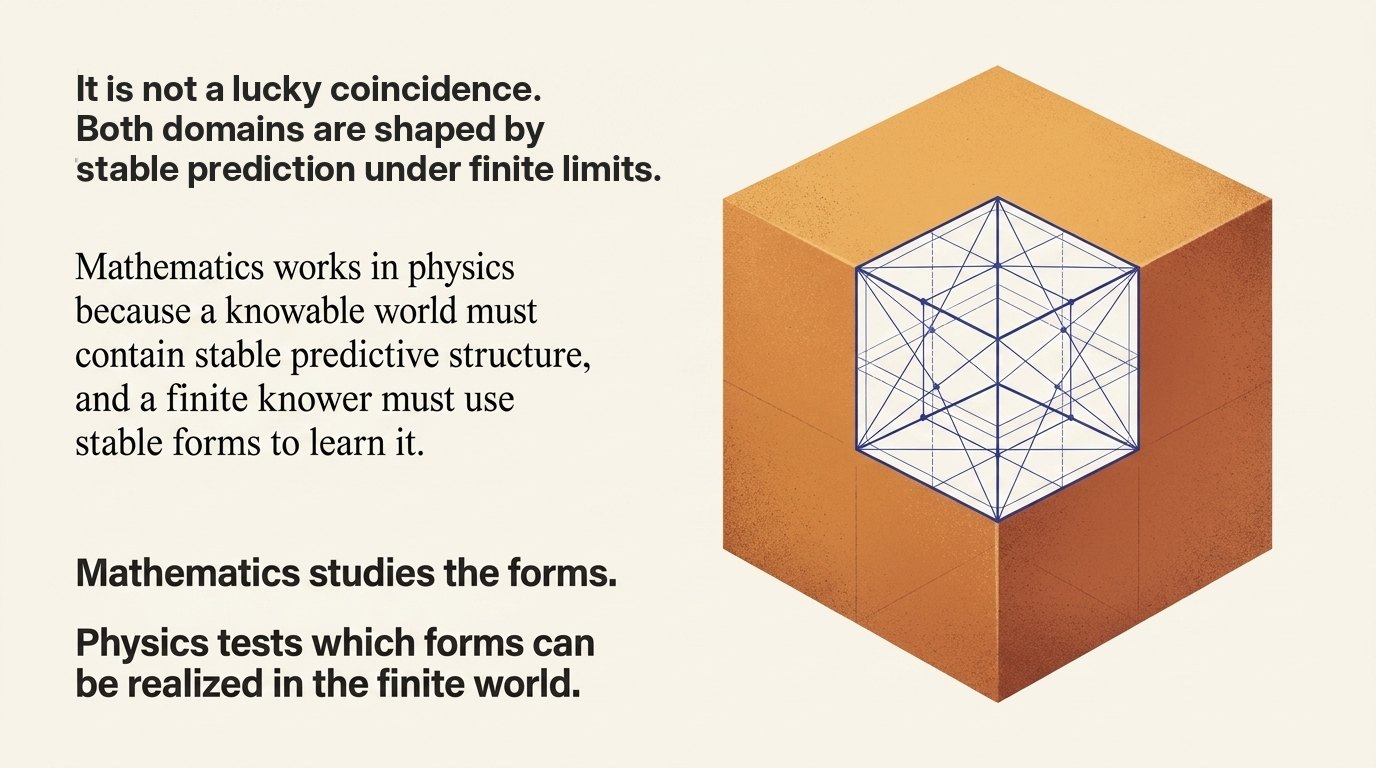 It is not a lucky coincidence.
Both domains are shaped by
stable prediction under finite limits.
Mathematics works in physics
because a knowable world must
contain stable predictive structure,
and a finite knower must use
stable forms to learn it.
Mathematics studies the forms.
Physics tests which forms can
be realized in the finite world.